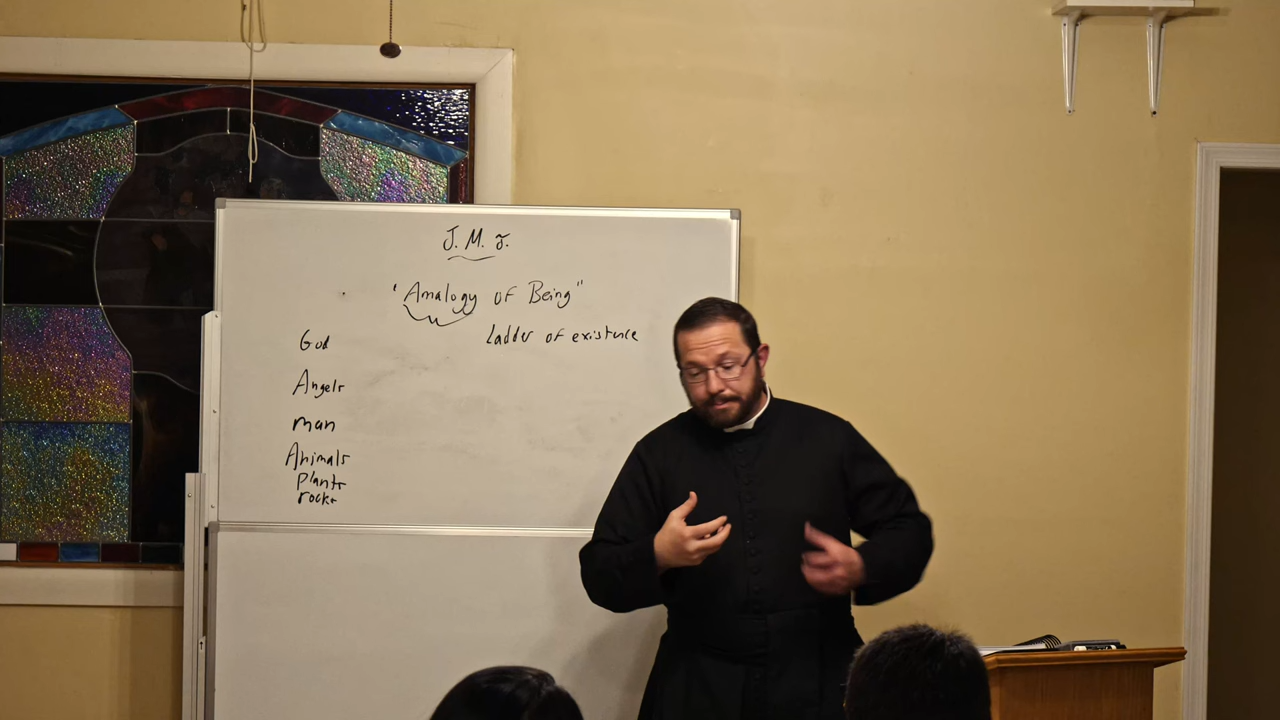 J. M. J.
"Analogy of Being"
Ladder of existence
God
Angels
man
Animals
Plants
rocks